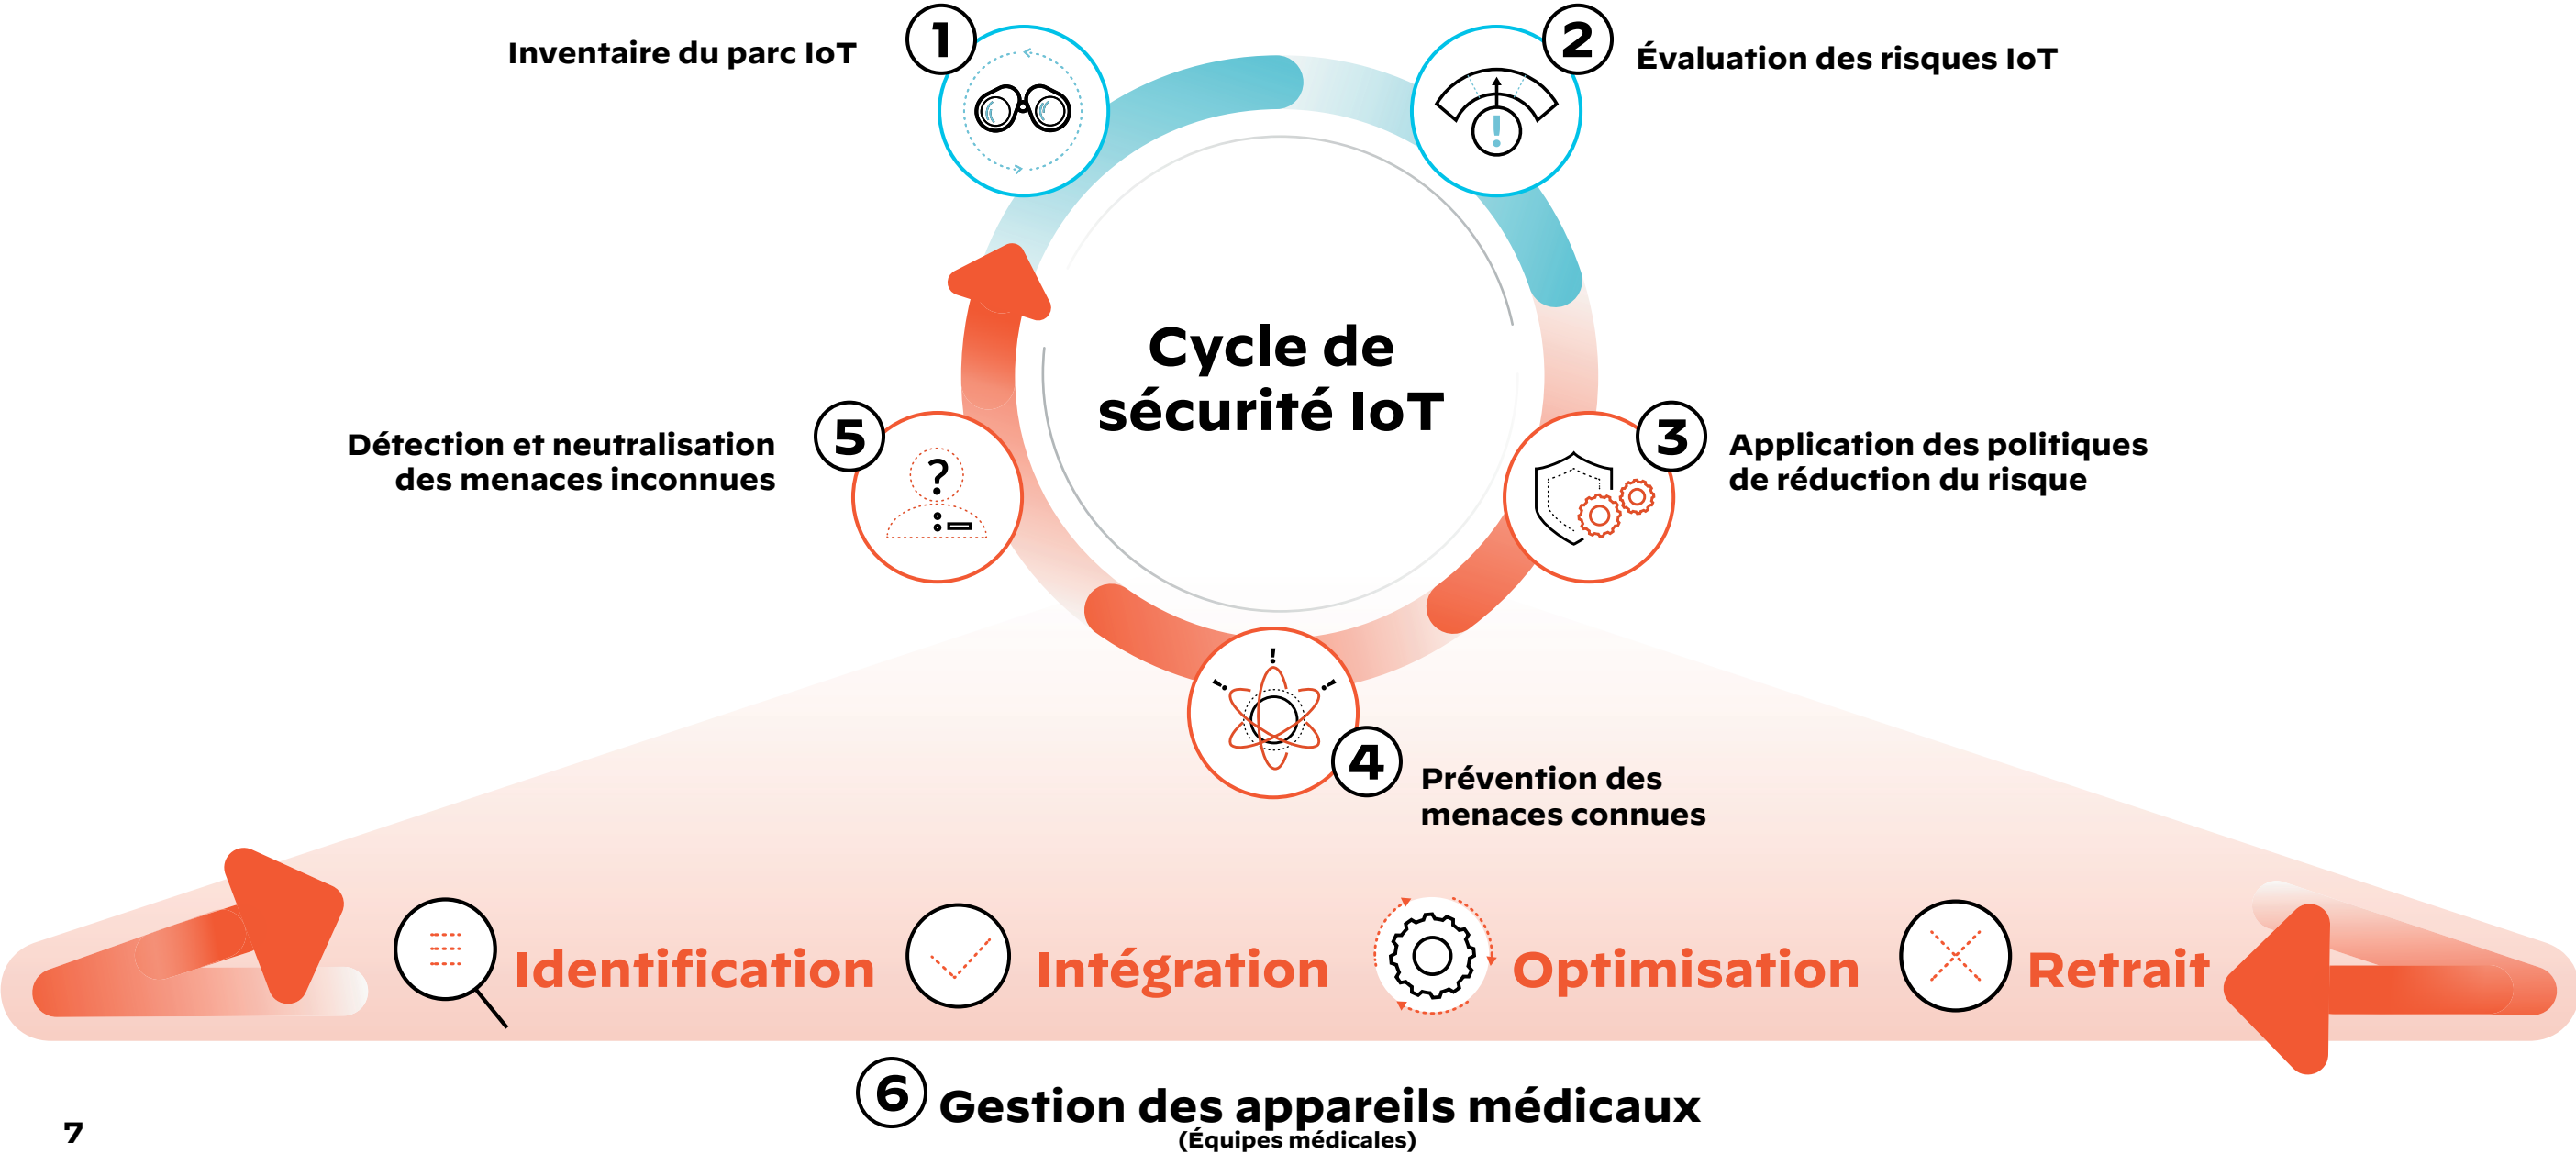 1
Inventaire du parc IoT
2
Évaluation des risques IoT
Cycle de
sécurité IoT
3
Application des politiques
de réduction du risque
4
Prévention des
menaces connues
5
Détection et neutralisation
des menaces inconnues
Identification
Intégration
Optimisation
Retrait
6
Gestion des appareils médicaux
(Équipes médicales)
7